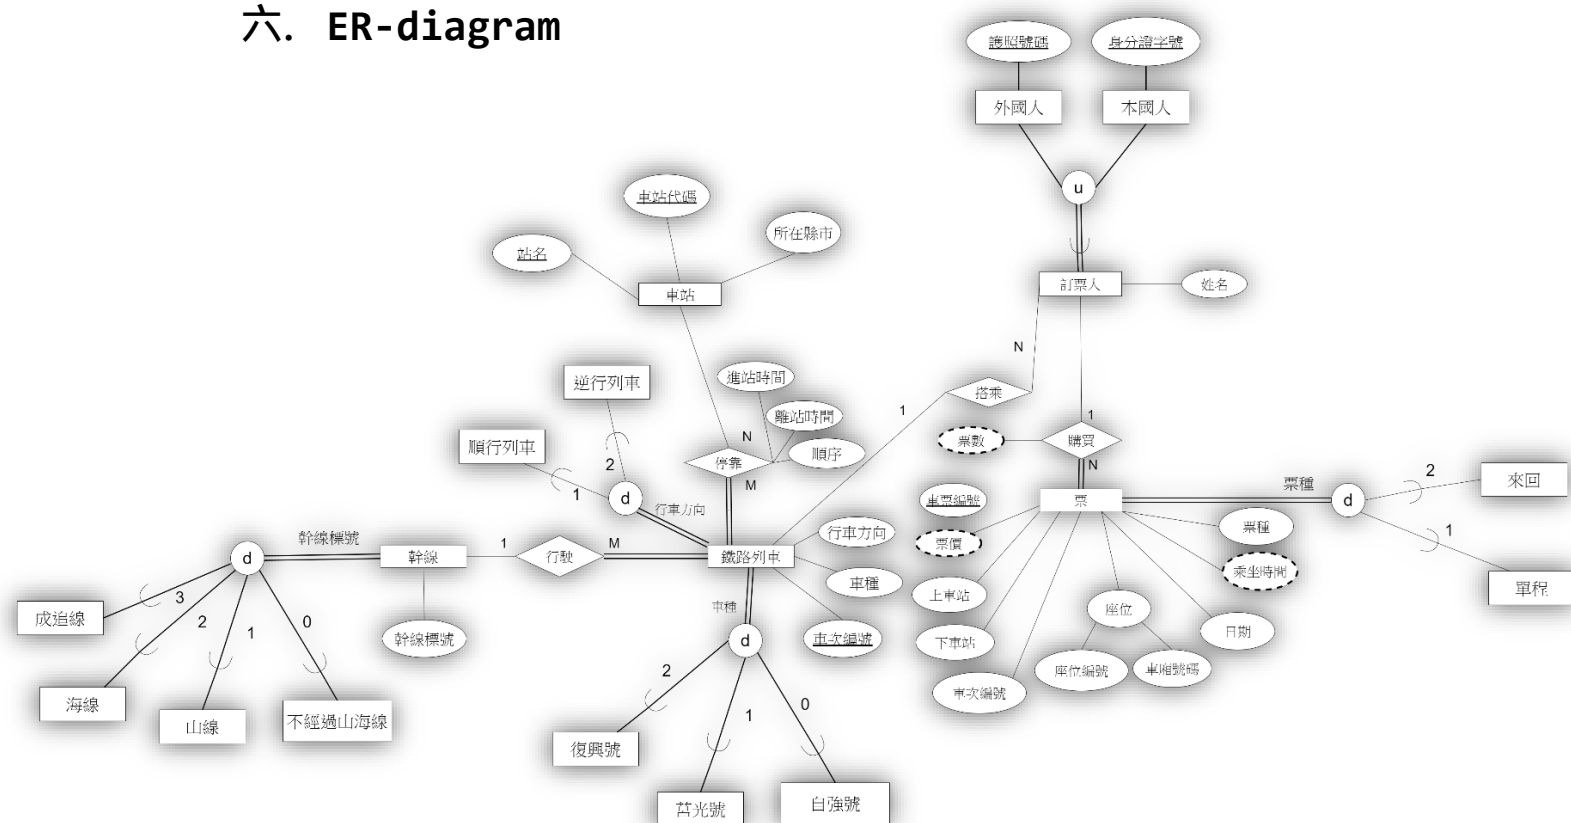 六. ER-diagram
護照號碼
身分證字號
外國人
本國人
u
車站代碼
站名
所在縣市
車站
訂票人
姓名
逆行列車
進站時間
N
搭乘
離站時間
1
1
順行列車
N
順序
票數
購買
停靠
2
M
N
1
d
行車方向
車票編號
票
票種
d
2
來回
幹線標號
1
M
行車方向
票價
票種
1
d
幹線
行駛
鐵路列車
乘坐時間
車種
上車站
單程
成追線
3
2
1
0
車種
座位
日期
幹線標號
d
車次編號
下車站
座位編號
車廂號碼
2
車次編號
海線
1
0
山線
不經過山海線
復興號
莒光號
自強號